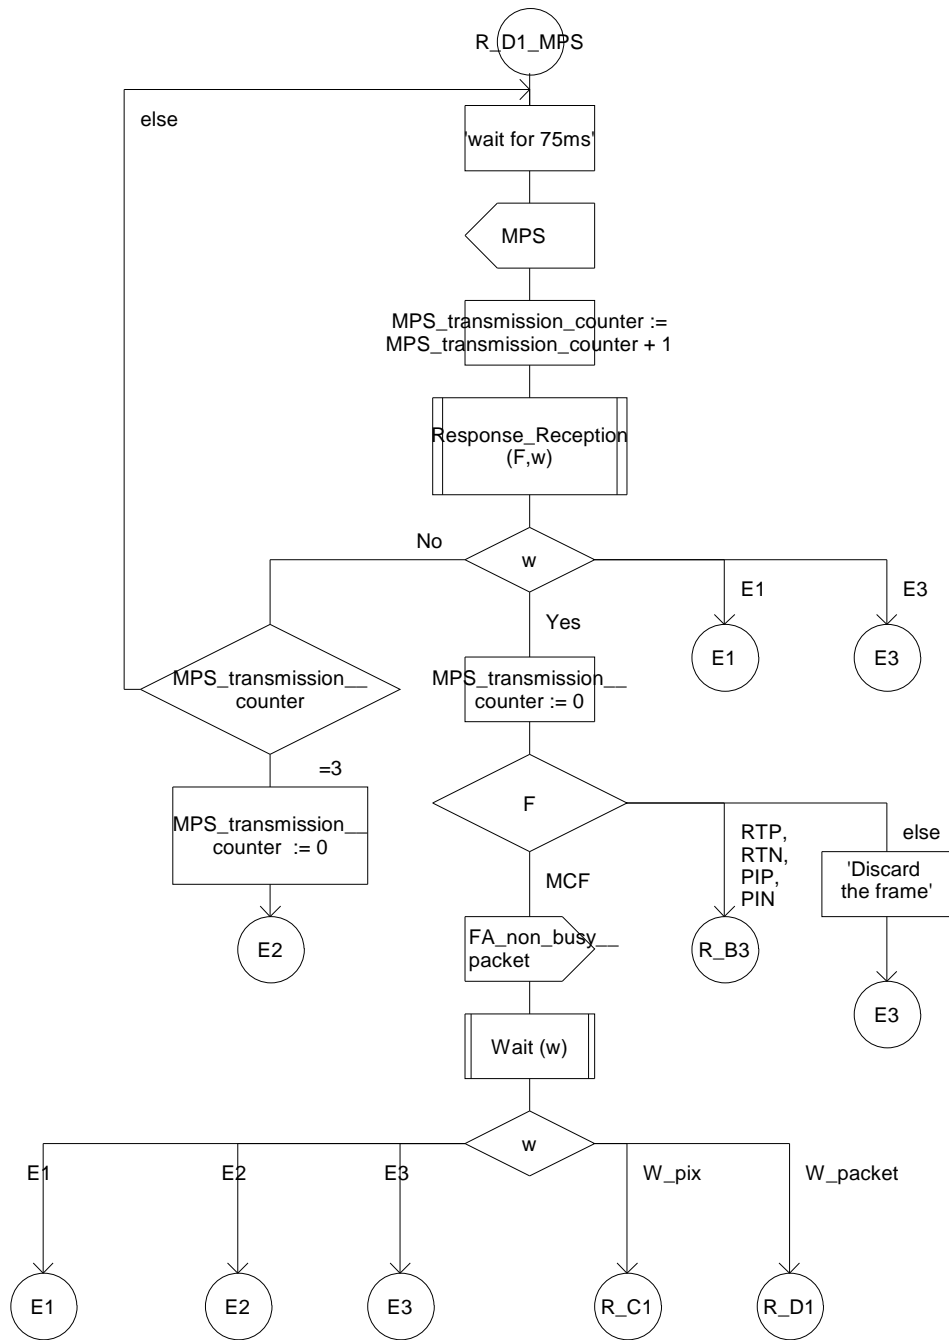 R_D1_MPS
else
'wait for 75ms'
MPS
MPS_transmission_counter :=
MPS_transmission_counter + 1
Response_Reception
(F,w)
No
w
E1
E3
Yes
E1
E3
MPS_transmission__
counter
MPS_transmission__
counter := 0
=3
F
MPS_transmission__
counter := 0
RTP,
RTN,
PIP,
PIN
else
'Discard
the frame'
MCF
E2
FA_non_busy__
packet
R_B3
E3
Wait (w)
w
E1
E2
E3
W_pix
W_packet
E1
E2
E3
R_C1
R_D1